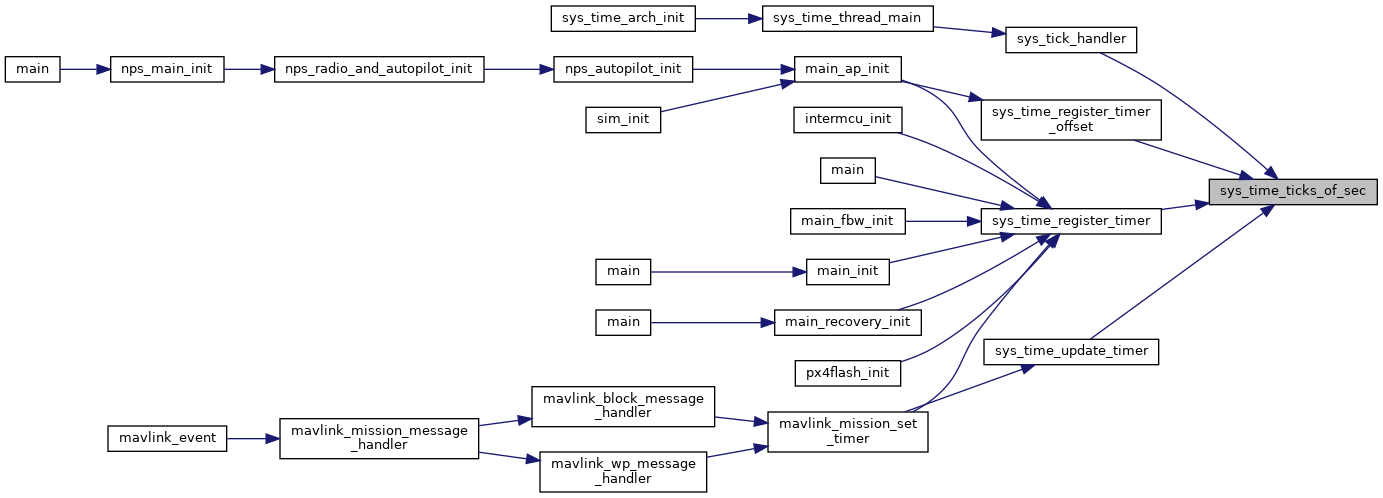 sys_time_arch_init
sys_time_thread_main
sys_tick_handler
main
nps_main_init
nps_radio_and_autopilot_init
nps_autopilot_init
main_ap_init
sim_init
intermcu_init
sys_time_register_timer
_offset
main
sys_time_ticks_of_sec
main_fbw_init
sys_time_register_timer
main
main_init
main
main_recovery_init
sys_time_update_timer
px4flash_init
mavlink_block_message
_handler
mavlink_mission_set
_timer
mavlink_event
mavlink_mission_message
_handler
mavlink_wp_message
_handler